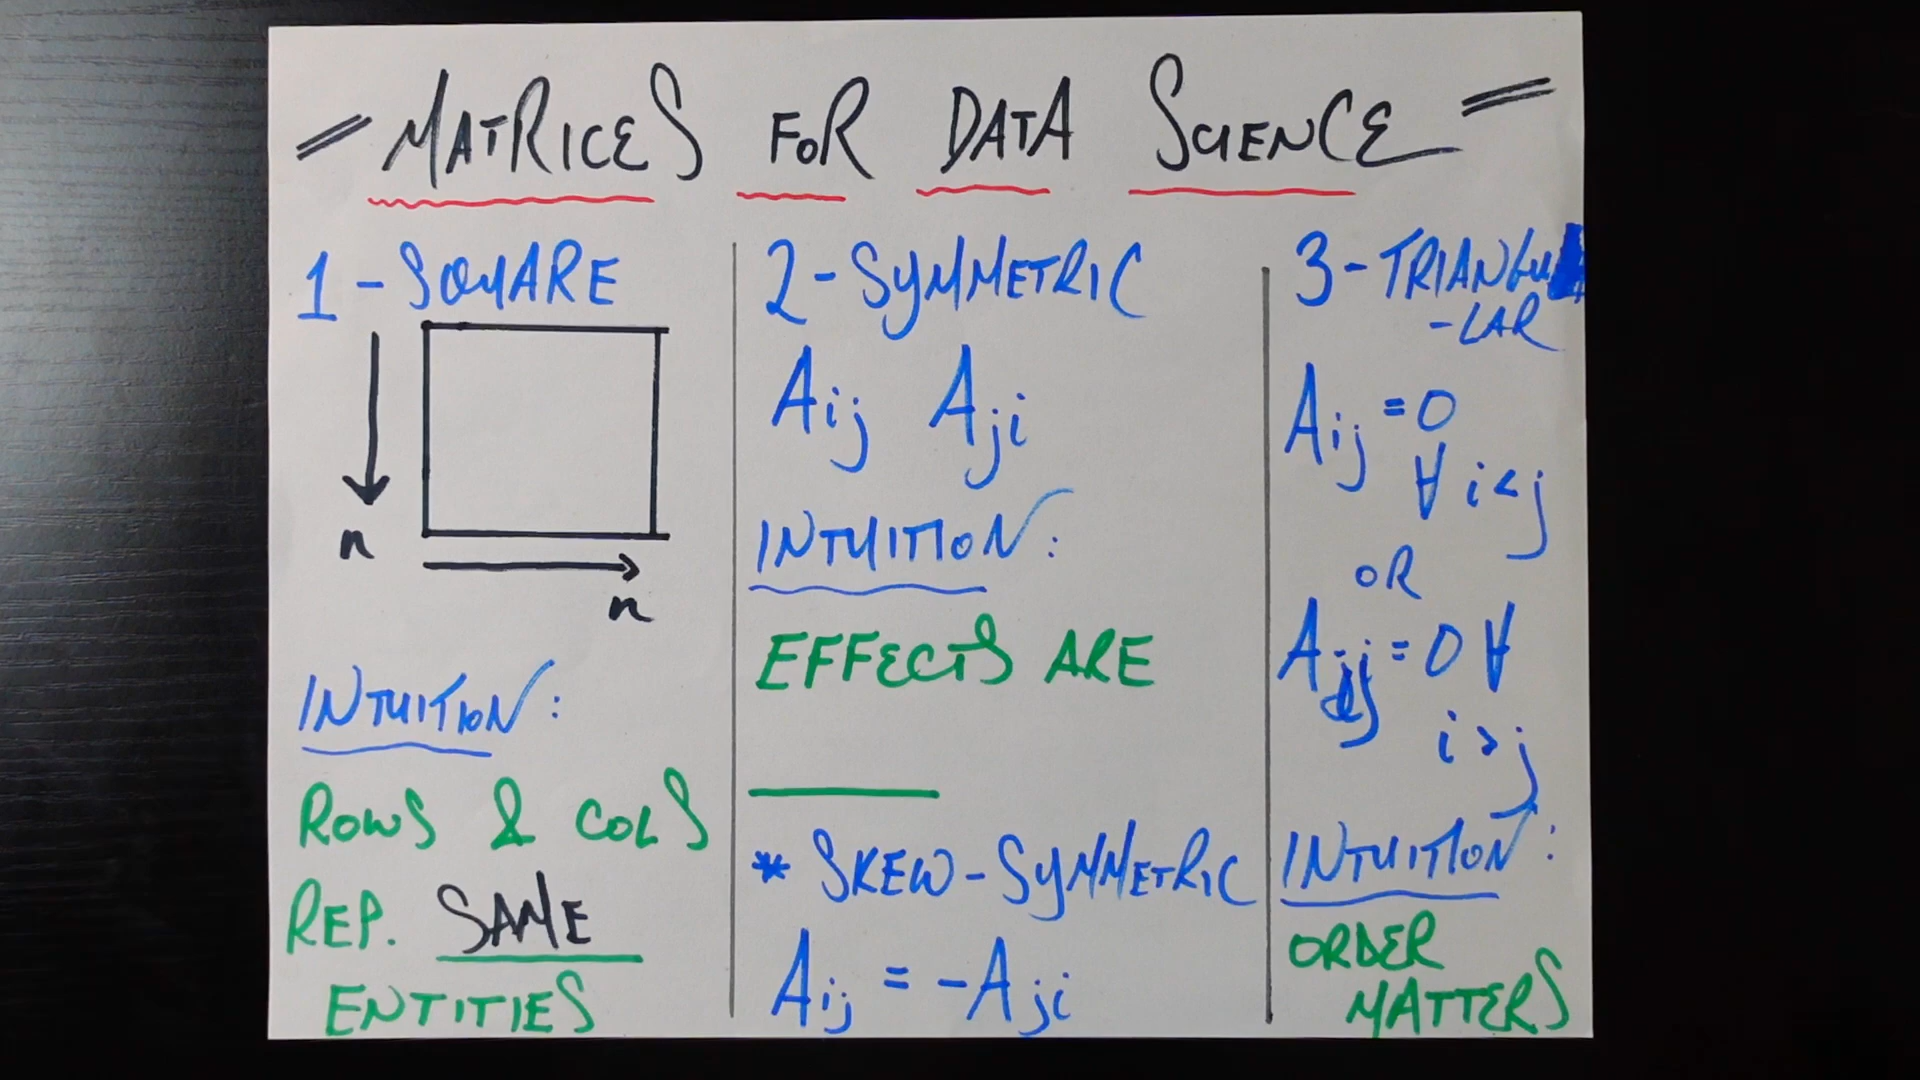 MATRICES FOR DATA SCIENCE
1 - SQUARE
n
n
INTUITION:
ROWS & COLS
REP. SAME
ENTITIES
2 - SYMMETRIC
Aij Aji
INTUITION:
EFFECTS ARE
* SKEW-SYMMETRIC
Aij = -Aji
3 - TRIANGU
-LAR
Aij = 0
∀ i < j
OR
Aij = 0 ∀
i > j
INTUITION:
ORDER
MATTERS